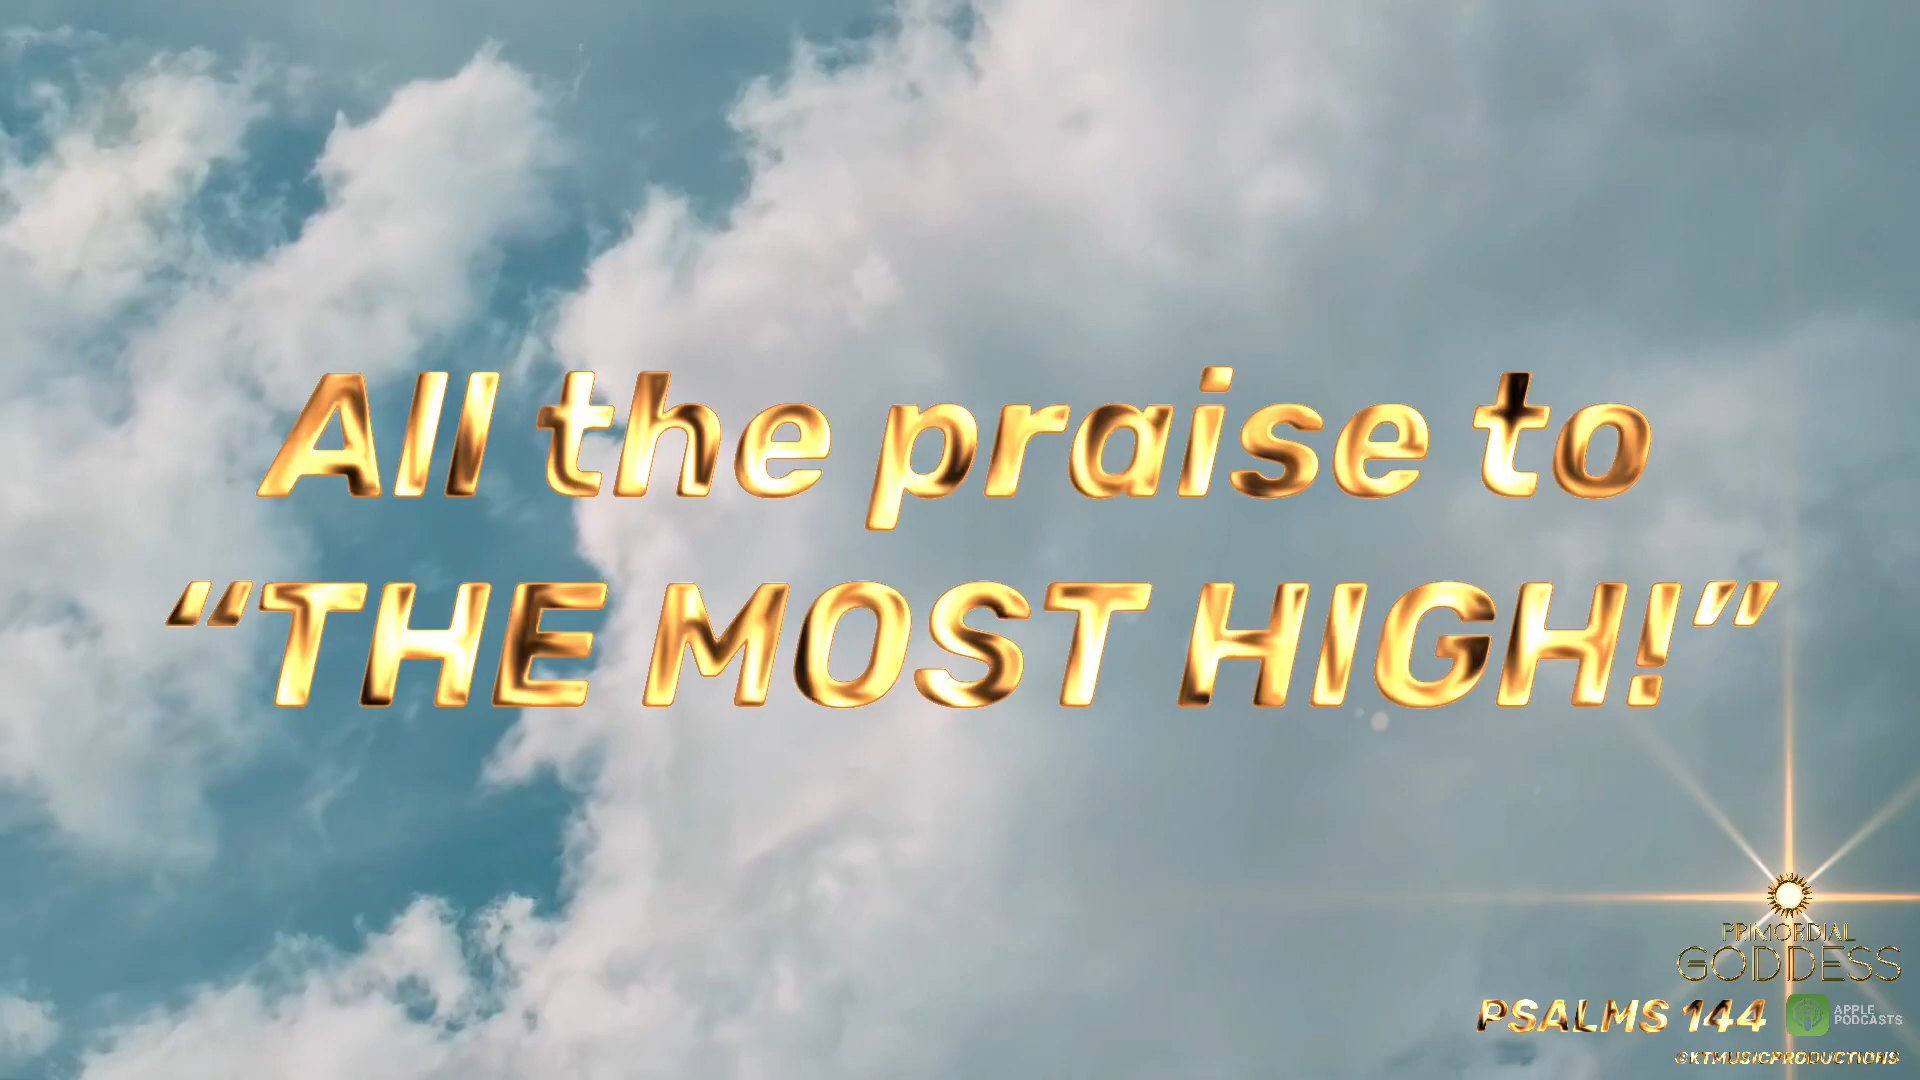 All the praise to
“THE MOST HIGH!”
PRIMORDIAL
GODDESS
PSALMS 144
APPLE
PODCASTS
©KTMUSICPRODUCTIONS